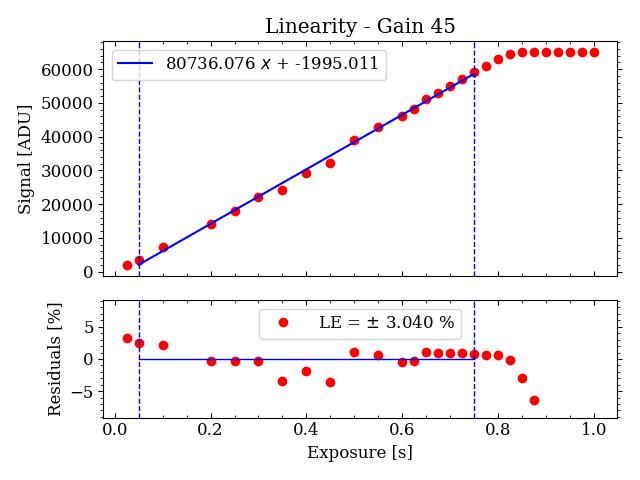 Linearity - Gain 45
80736.076 x + -1995.011
Signal [ADU]
60000
50000
40000
30000
20000
10000
0
LE = ± 3.040 %
Residuals [%]
5
0
−5
0.0 0.2 0.4 0.6 0.8 1.0
Exposure [s]